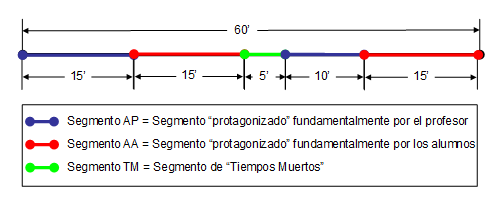 60'
15' 15' 5' 10' 15'
Segmento AP = Segmento “protagonizado” fundamentalmente por el profesor
Segmento AA = Segmento “protagonizado” fundamentalmente por los alumnos
Segmento TM = Segmento de “Tiempos Muertos”